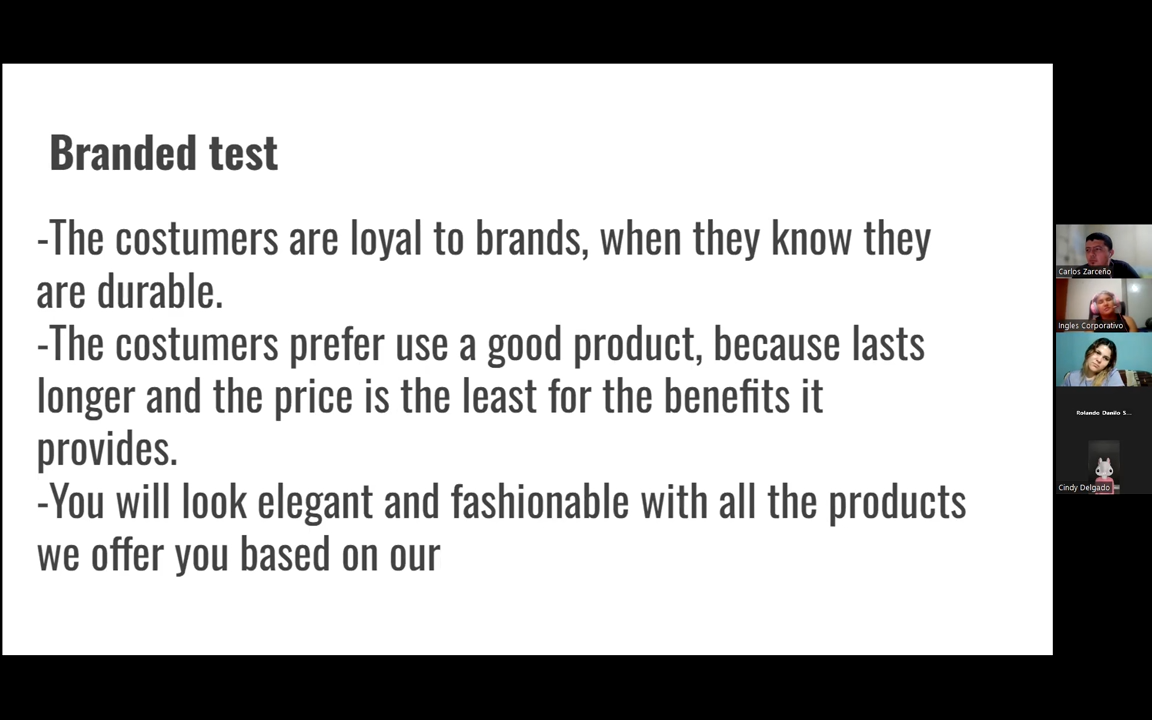 Branded test
-The costumers are loyal to brands, when they know they
are durable.
-The costumers prefer use a good product, because lasts
longer and the price is the least for the benefits it
provides.
-You will look elegant and fashionable with all the products
we offer you based on our
Carlos Zarceño
Ingles Corporativo
Rolando Danilo S...
Cindy Delgado